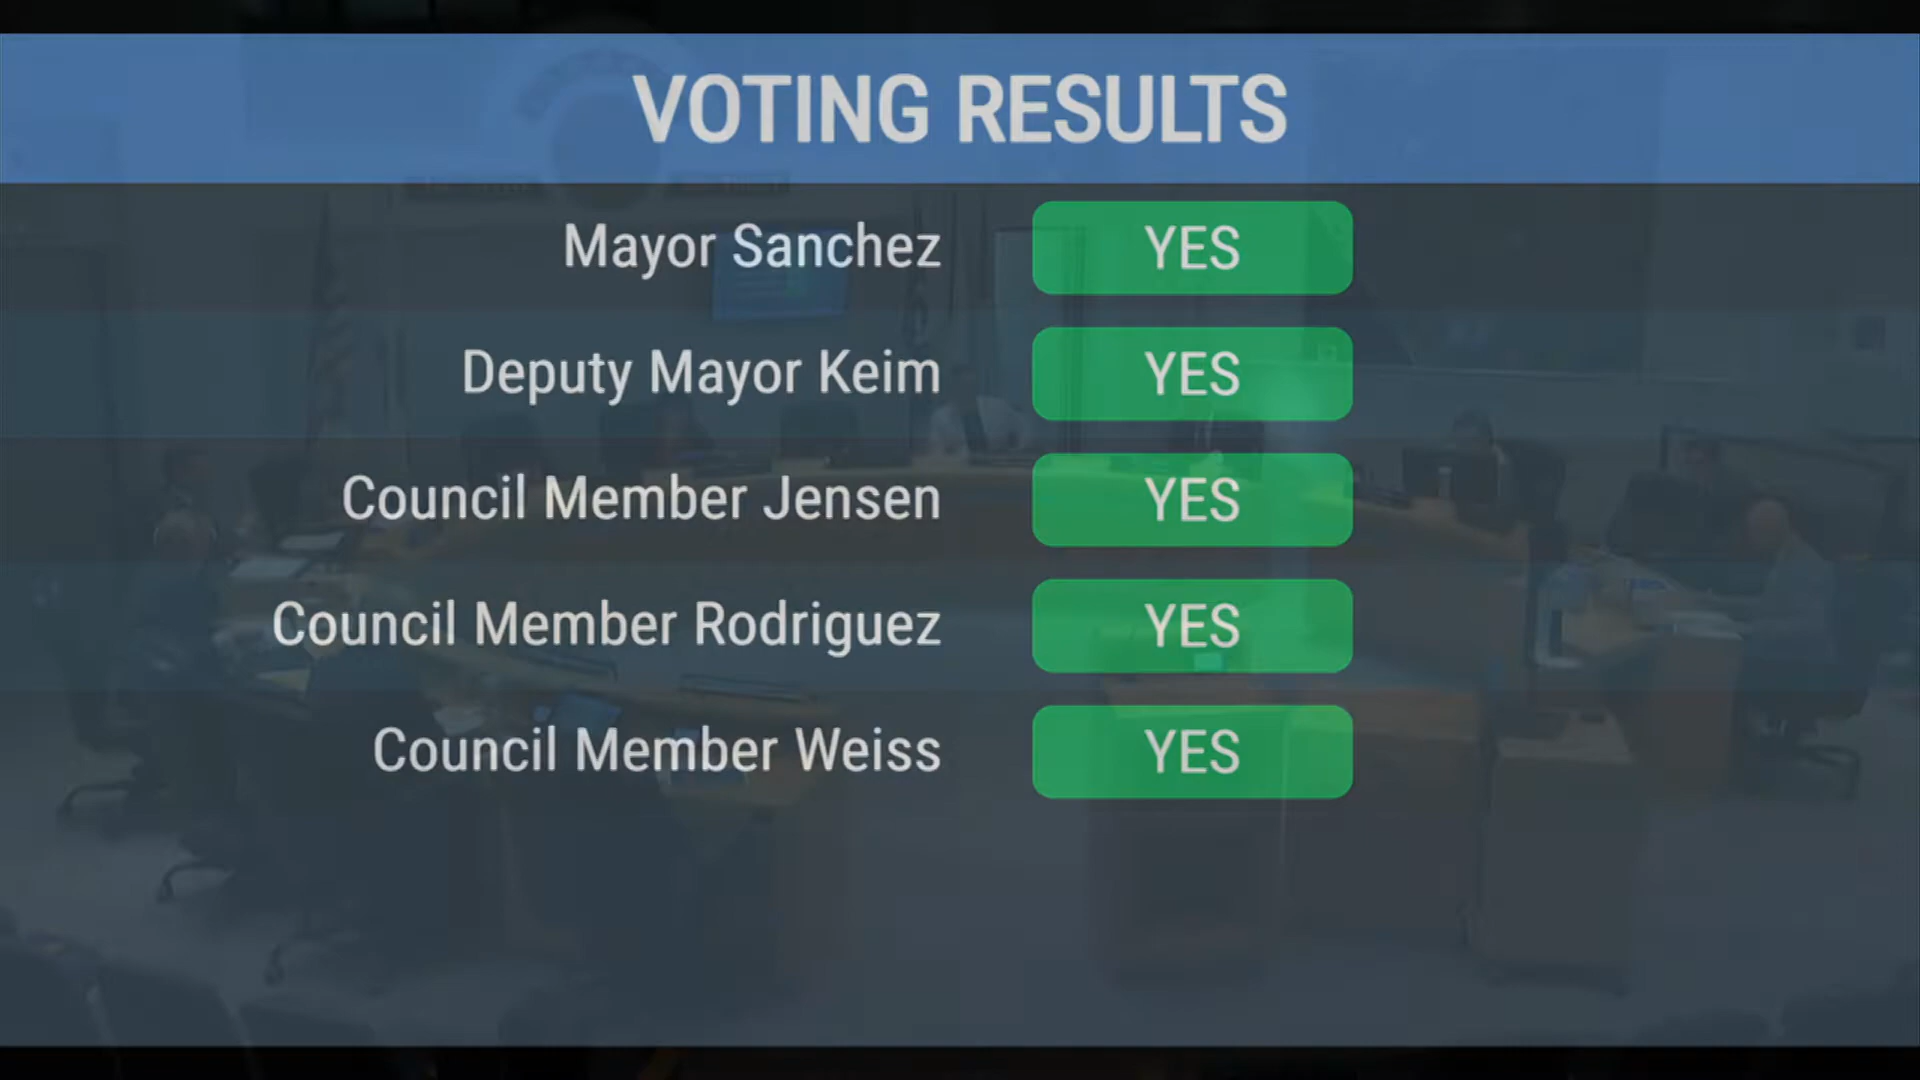 VOTING RESULTS
Mayor Sanchez YES
Deputy Mayor Keim YES
Council Member Jensen YES
Council Member Rodriguez YES
Council Member Weiss YES